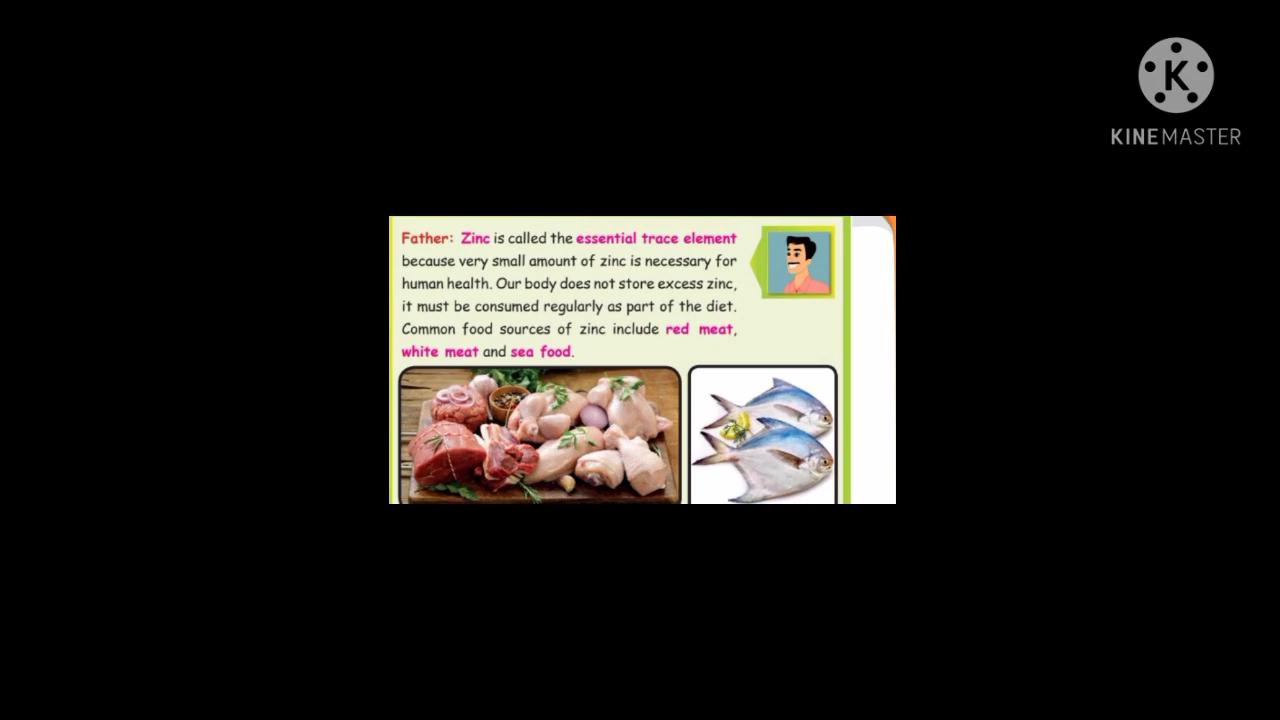 KINEMASTER
Father: Zinc is called the essential trace element
because very small amount of zinc is necessary for
human health. Our body does not store excess zinc,
it must be consumed regularly as part of the diet.
Common food sources of zinc include red meat,
white meat and sea food.